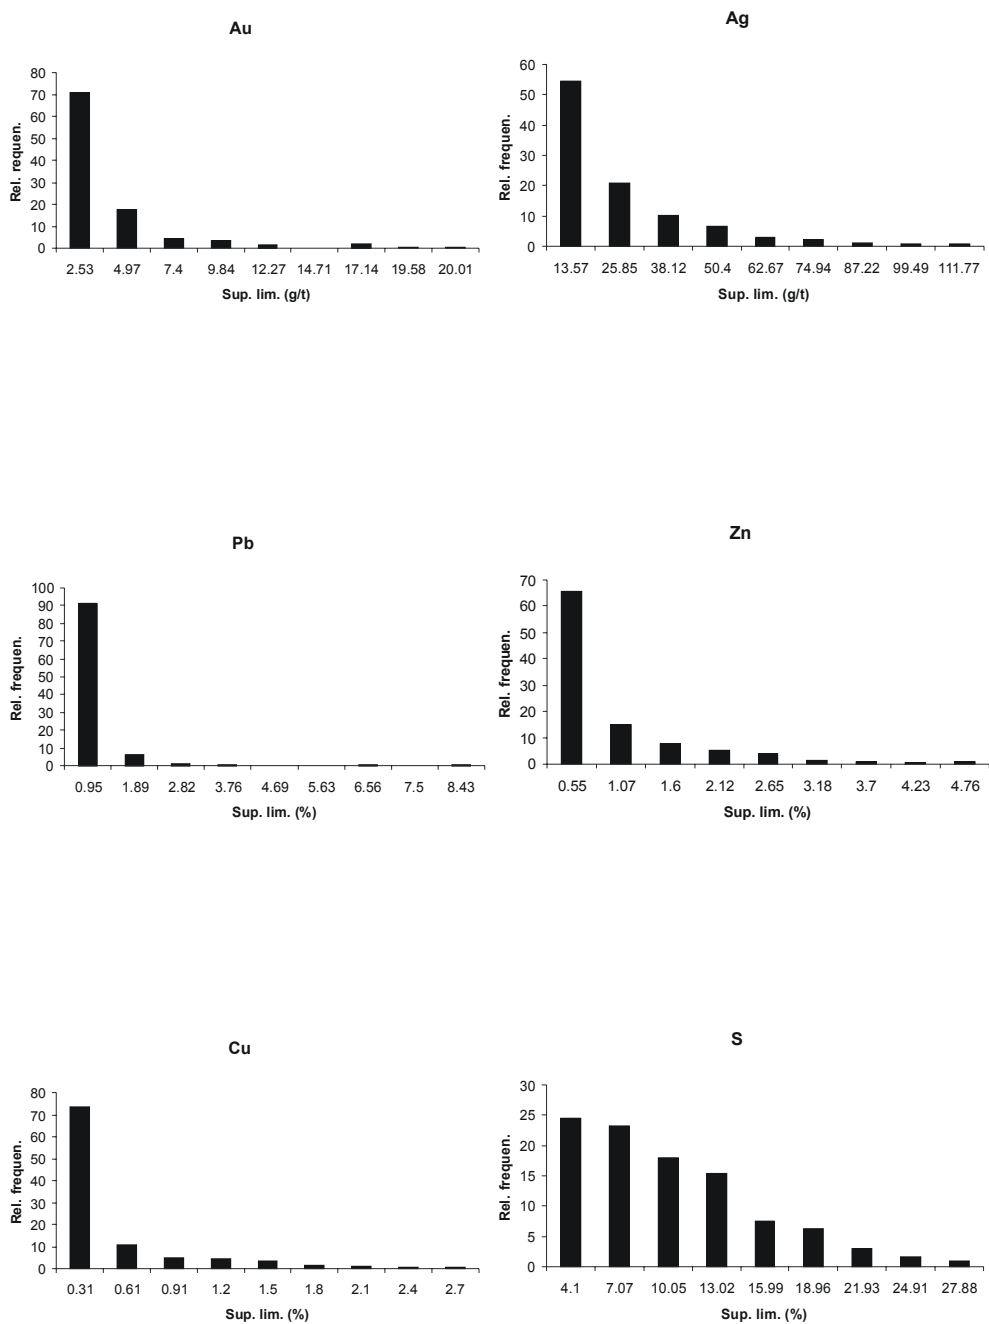 Au
Rel. requen.
80
70
60
50
40
30
20
10
0
2.53 4.97 7.4 9.84 12.27 14.71 17.14 19.58 20.01
Sup. lim. (g/t)
Ag
Rel. frequen.
60
50
40
30
20
10
0
13.57 25.85 38.12 50.4 62.67 74.94 87.22 99.49 111.77
Sup. lim. (g/t)
Pb
Rel. frequen.
100
90
80
70
60
50
40
30
20
10
0
0.95 1.89 2.82 3.76 4.69 5.63 6.56 7.5 8.43
Sup. lim. (%)
Zn
Rel. frequen.
70
60
50
40
30
20
10
0
0.55 1.07 1.6 2.12 2.65 3.18 3.7 4.23 4.76
Sup. lim. (%)
Cu
Rel. frequen.
80
70
60
50
40
30
20
10
0
0.31 0.61 0.91 1.2 1.5 1.8 2.1 2.4 2.7
Sup. lim. (%)
S
Rel. frequen.
30
25
20
15
10
5
0
4.1 7.07 10.05 13.02 15.99 18.96 21.93 24.91 27.88
Sup. lim. (%)